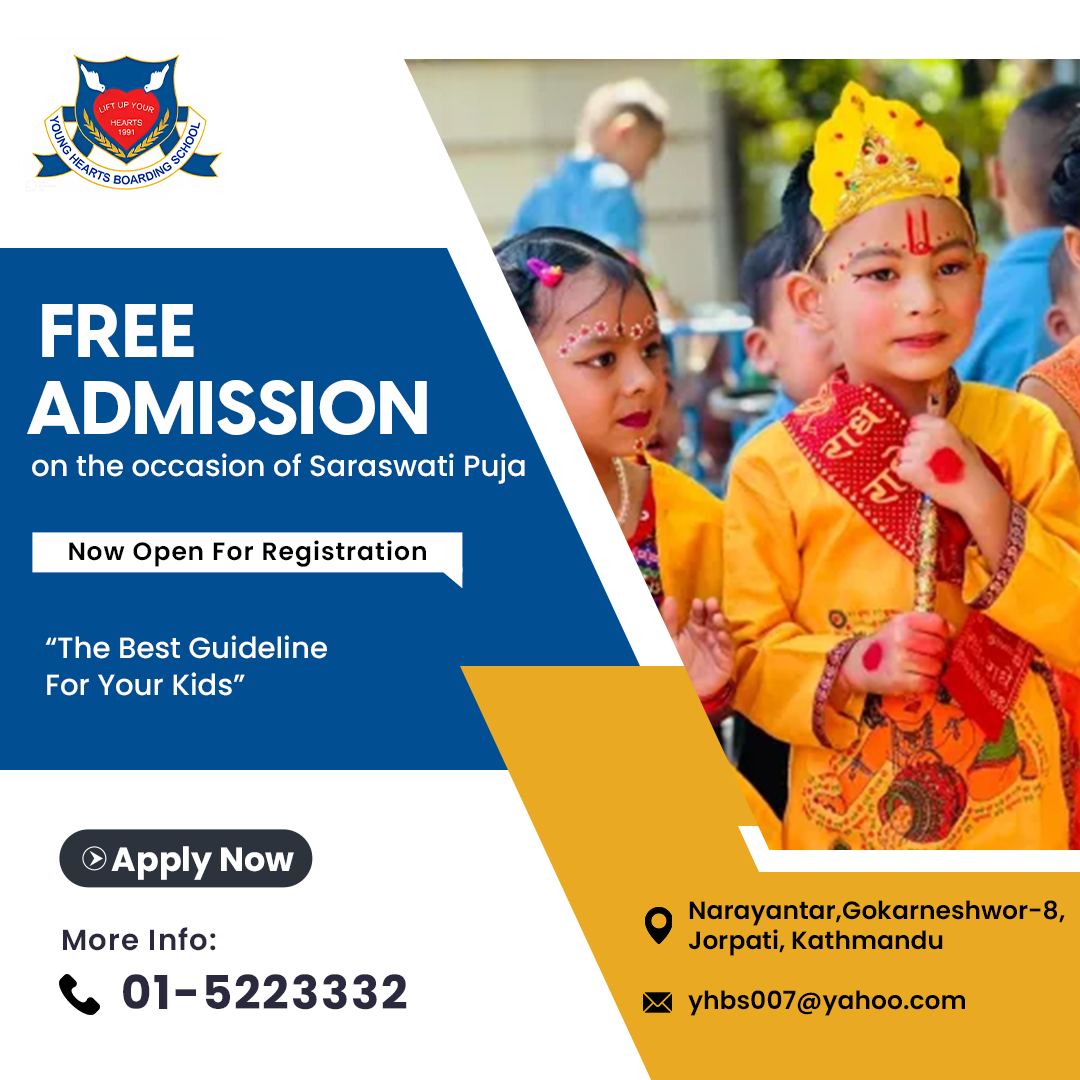 LIFT UP YOUR
HEARTS
1991
YOUNG HEARTS BOARDING SCHOOL
FREE
ADMISSION
on the occasion of Saraswati Puja
Now Open For Registration
“The Best Guideline
For Your Kids”
राधे
राधे
Apply Now
More Info:
01-5223332
Narayantar,Gokarneshwor-8,
Jorpati, Kathmandu
yhbs007@yahoo.com